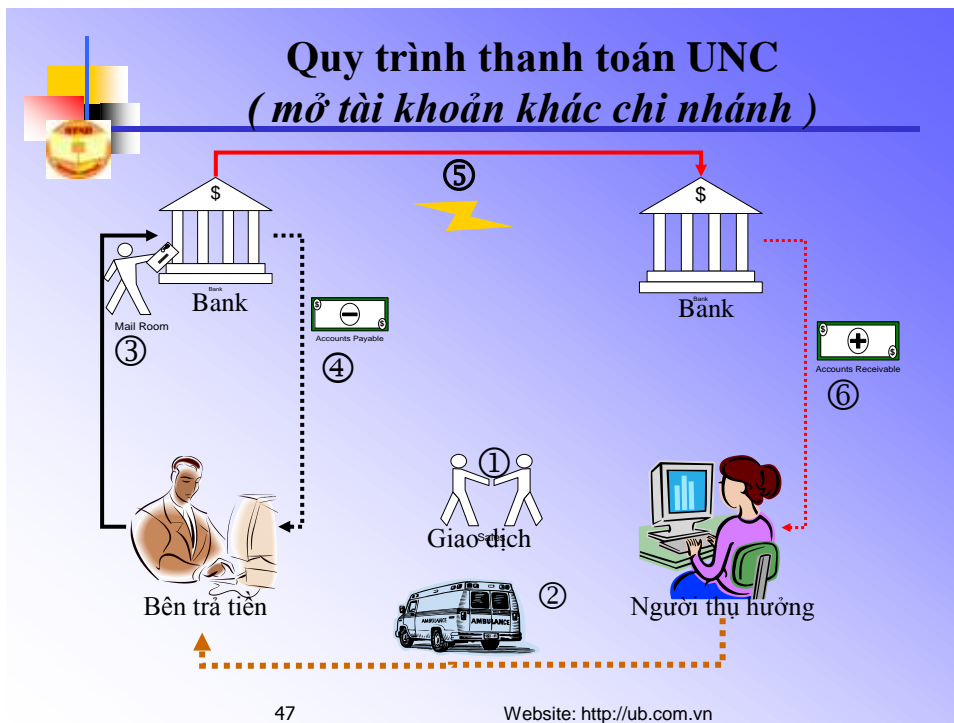 Quy trình thanh toán UNC
( mở tài khoản khác chi nhánh )
⑤
$
$
Bank
Bank
Bank
Bank
Mail Room
③
$
$
Accounts Payable
④
$
$
Accounts Receivable
⑥
①
Sales
Giao dịch
Bên trả tiền
AMBULANCE
AMBULANCE
②
Người thụ hưởng
47
Website: http://ub.com.vn